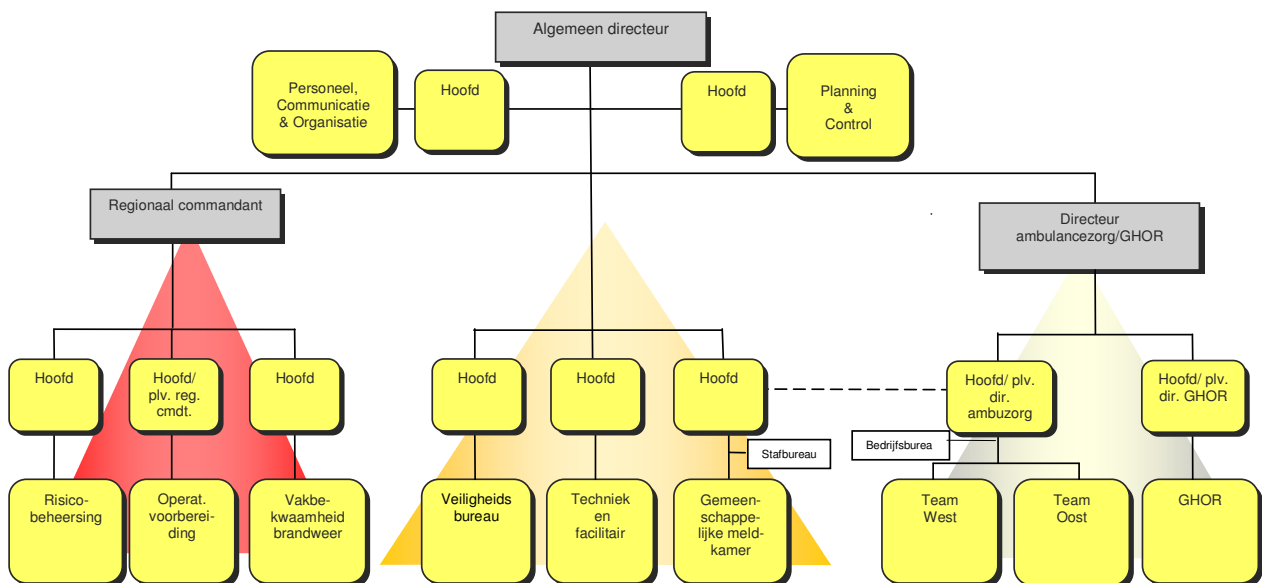 Algemeen directeur
Personeel,
Communicatie
& Organisatie
Hoofd
Hoofd
Planning
&
Control
Regionaal commandant
Directeur
ambulancezorg/GHOR
Hoofd
Hoofd/
plv. reg.
cmdt.
Hoofd
Hoofd
Hoofd
Hoofd
Hoofd/ plv.
dir.
ambuzorg
Hoofd/ plv.
dir. GHOR
Stafbureau
Bedrijfsburea
Risico-
beheersing
Operat.
voorberei-
ding
Vakbe-
kwaamheid
brandweer
Veiligheids
bureau
Techniek
en
facilitair
Gemeen-
schappe-
lijke meld-
kamer
Team
West
Team
Oost
GHOR